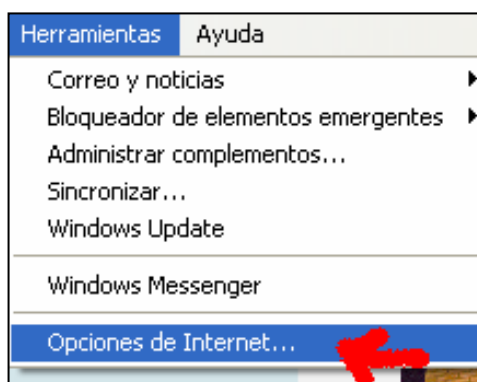 Herramientas Ayuda
Correo y noticias
Bloqueador de elementos emergentes
Administrar complementos...
Sincronizar...
Windows Update
Windows Messenger
Opciones de Internet...